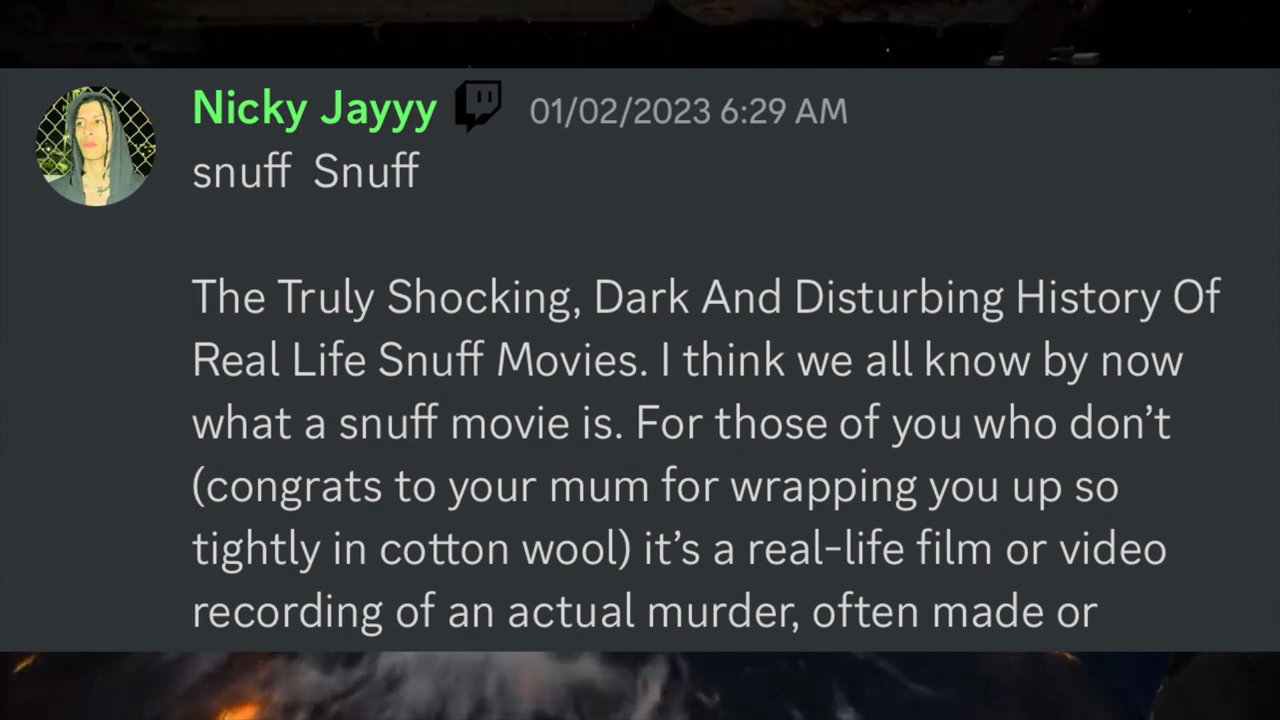 Nicky Jayyy 01/02/2023 6:29 AM
snuff Snuff
The Truly Shocking, Dark And Disturbing History Of
Real Life Snuff Movies. I think we all know by now
what a snuff movie is. For those of you who don’t
(congrats to your mum for wrapping you up so
tightly in cotton wool) it’s a real-life film or video
recording of an actual murder, often made or